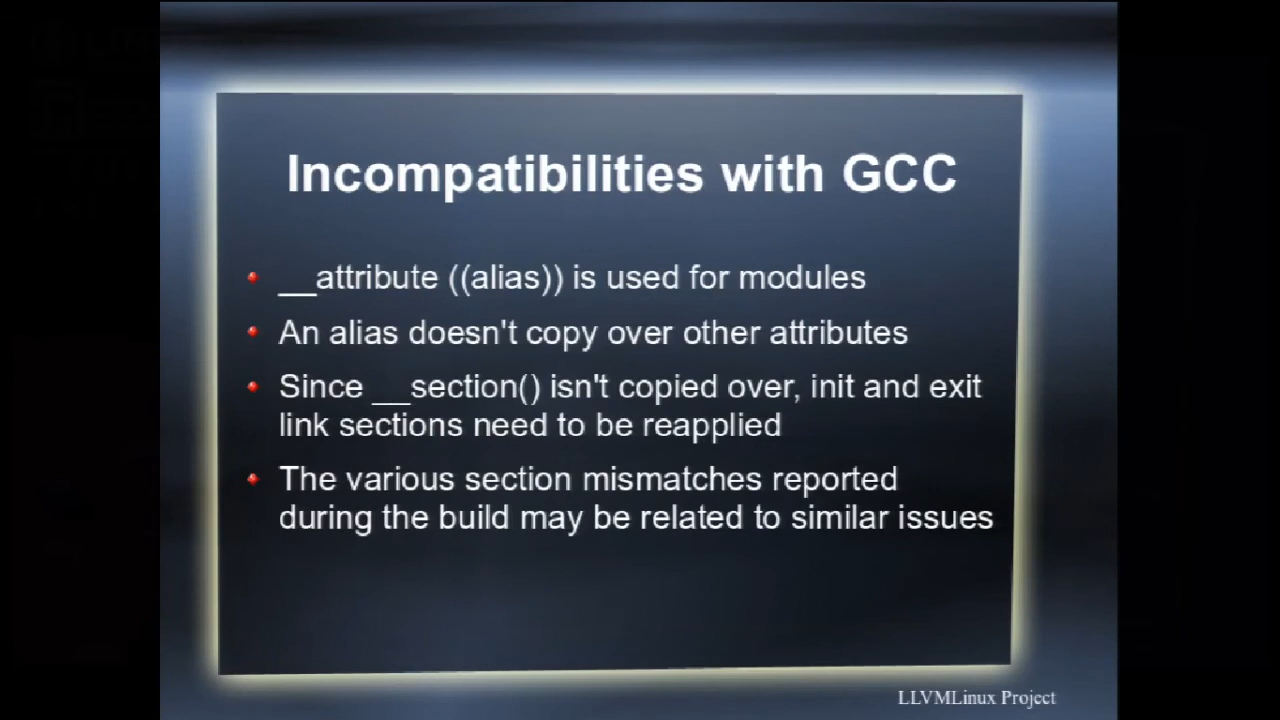 Incompatibilities with GCC
• __attribute ((alias)) is used for modules
• An alias doesn't copy over other attributes
• Since __section() isn't copied over, init and exit
link sections need to be reapplied
• The various section mismatches reported
during the build may be related to similar issues
LLVMLinux Project